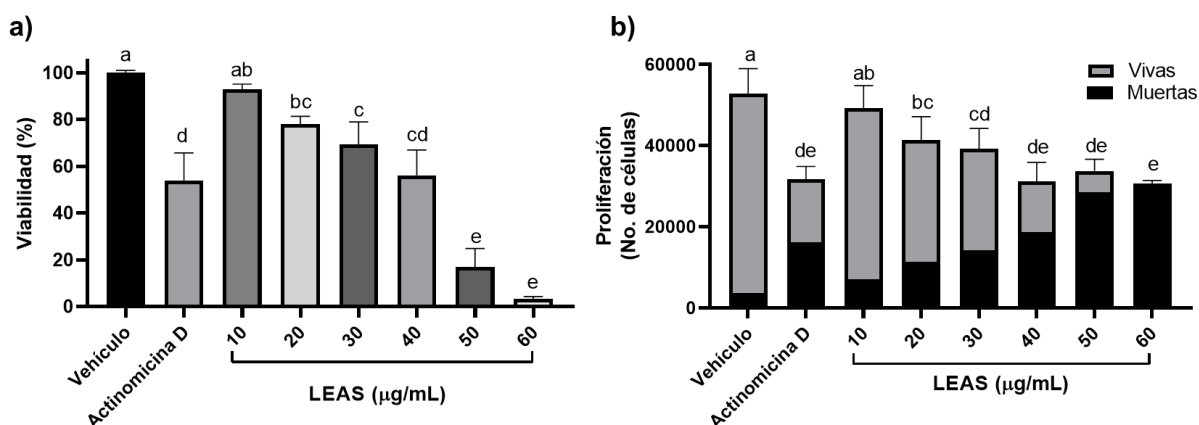 a)
Viabilidad (%)
100
80
60
40
20
0
a
d
ab
bc
c
cd
e
e
Vehículo
Actinomicina D
10
20
30
40
50
60
LEAS (µg/mL)
b)
Proliferación
(No. de células)
60000
40000
20000
0
a
de
ab
bc
cd
de
de
e
Vivas
Muertas
Vehículo
Actinomicina D
10
20
30
40
50
60
LEAS (µg/mL)